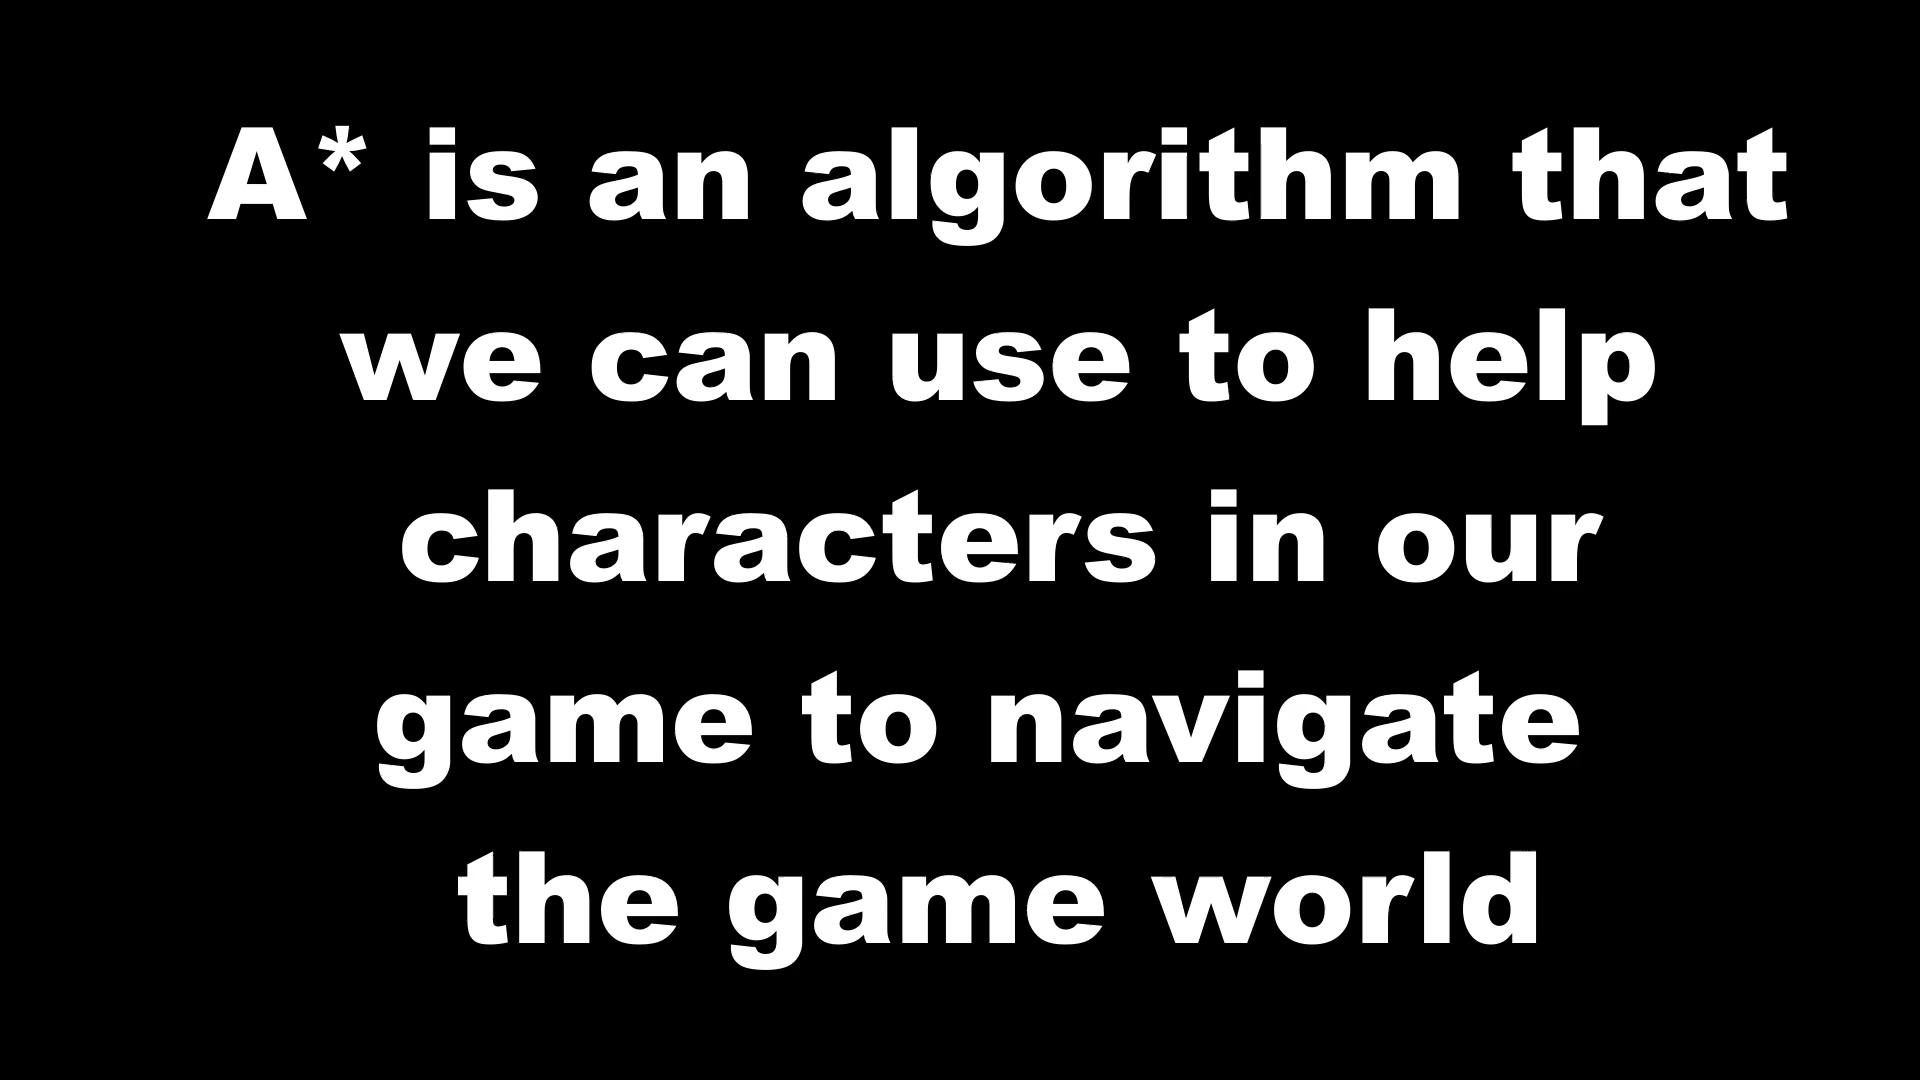 A* is an algorithm that
we can use to help
characters in our
game to navigate
the game world